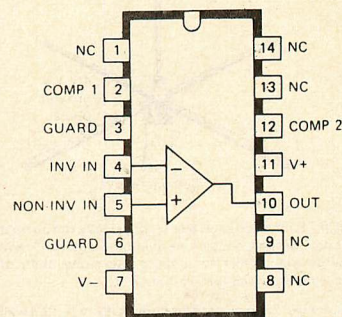 NC 1
COMP 1 2
GUARD 3
INV IN 4
NON-INV IN 5
GUARD 6
V− 7
14 NC
13 NC
12 COMP 2
11 V+
10 OUT
9 NC
8 NC
−
+